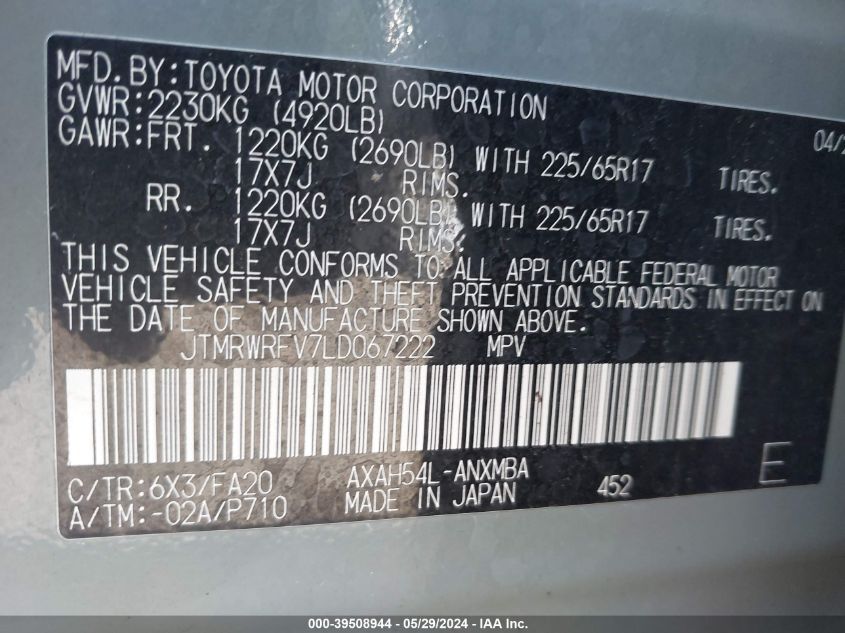 MFD.BY:TOYOTA MOTOR CORPORATION 04/2
GVWR:2230KG (4920LB)
GAWR:FRT. 1220KG (2690LB) WITH 225/65R17 TIRES.
17X7J RIMS.
RR. 1220KG (2690LB) WITH 225/65R17 TIRES.
17X7J RIMS.
THIS VEHICLE CONFORMS TO ALL APPLICABLE FEDERAL MOTOR
VEHICLE SAFETY AND THEFT PREVENTION STANDARDS IN EFFECT ON
THE DATE OF MANUFACTURE SHOWN ABOVE.
JTMRWRFV7LD067222 MPV
C/TR:6X3/FA20 AXAH54L-ANXMBA 452 E
A/TM:-02A/P710 MADE IN JAPAN
000-39508944 - 05/29/2024 - IAA Inc.